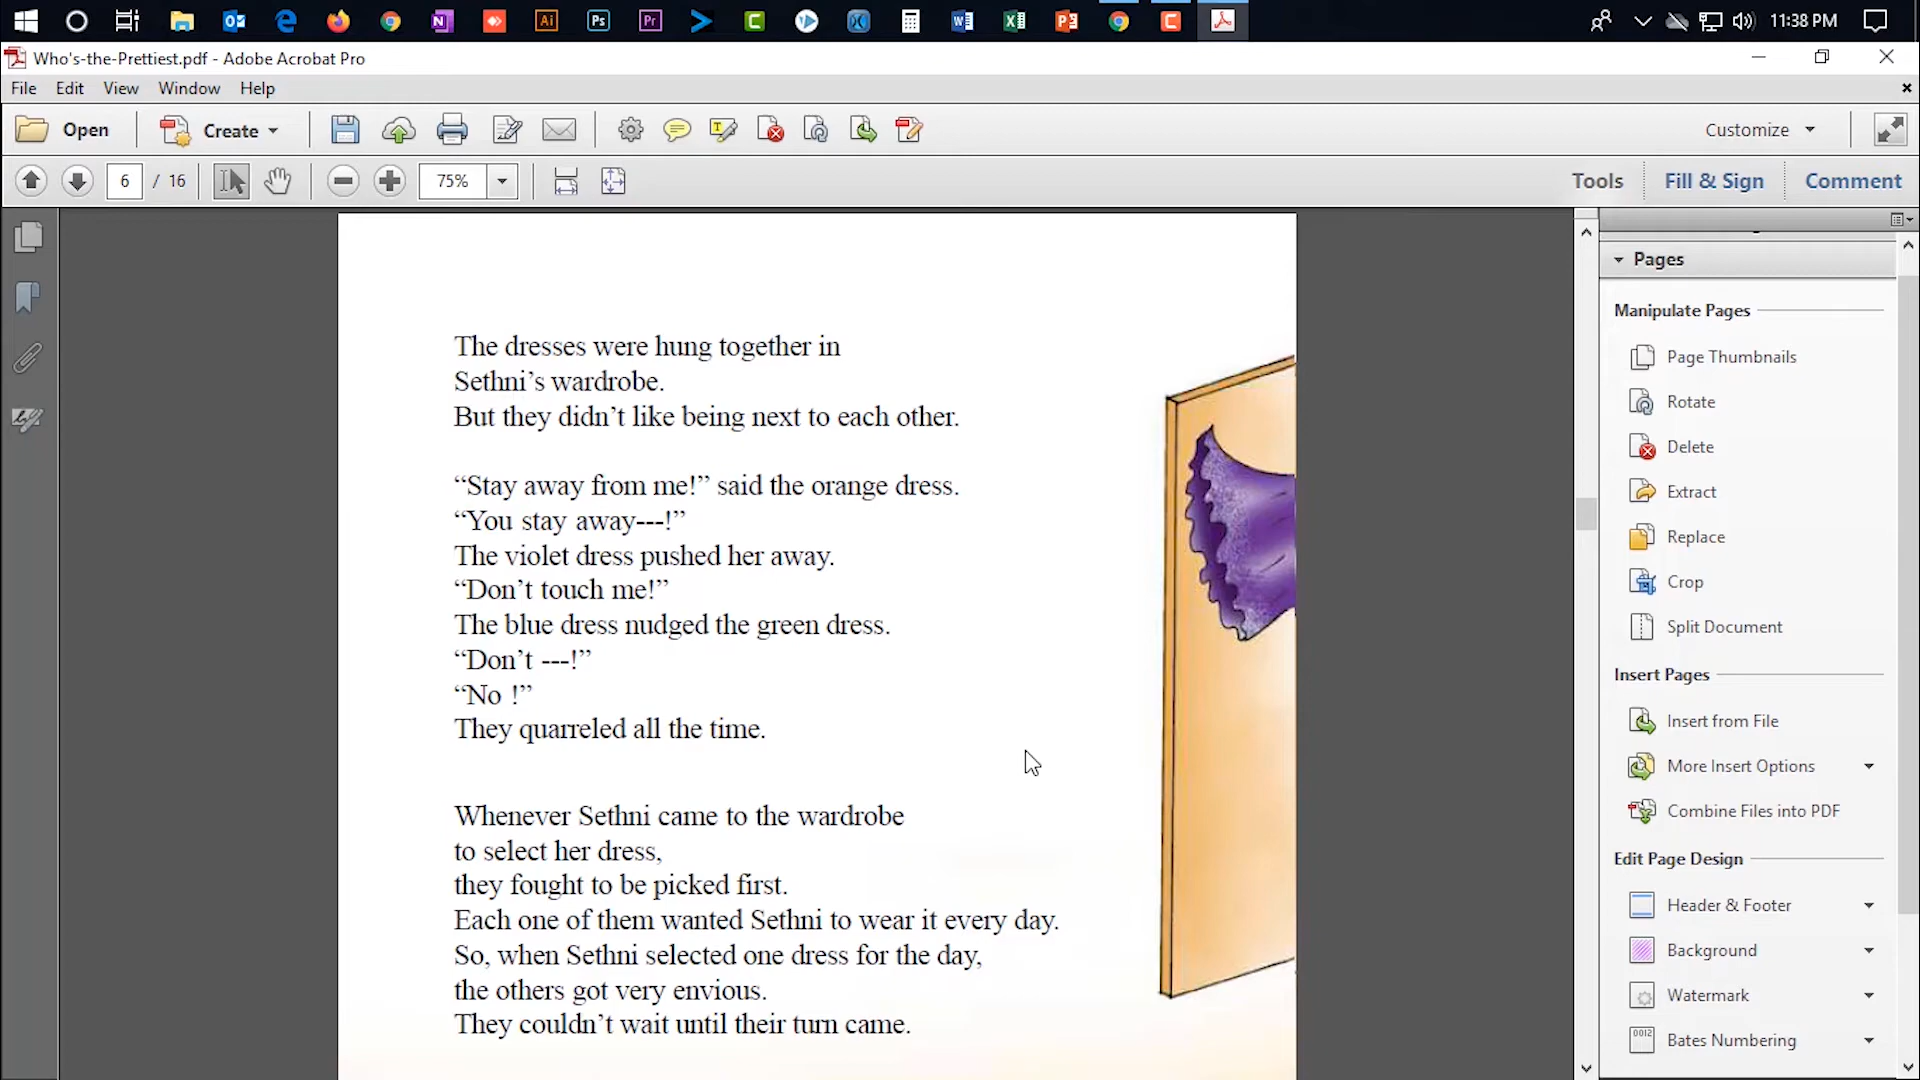 11:38 PM
Who's-the-Prettiest.pdf - Adobe Acrobat Pro
File Edit View Window Help
Open Create Customize
6 / 16 75% Tools Fill & Sign Comment
The dresses were hung together in
Sethni’s wardrobe.
But they didn’t like being next to each other.
“Stay away from me!” said the orange dress.
“You stay away---!”
The violet dress pushed her away.
“Don’t touch me!”
The blue dress nudged the green dress.
“Don’t ---!”
“No !”
They quarreled all the time.
Whenever Sethni came to the wardrobe
to select her dress,
they fought to be picked first.
Each one of them wanted Sethni to wear it every day.
So, when Sethni selected one dress for the day,
the others got very envious.
They couldn’t wait until their turn came.
Pages
Manipulate Pages
Page Thumbnails
Rotate
Delete
Extract
Replace
Crop
Split Document
Insert Pages
Insert from File
More Insert Options
Combine Files into PDF
Edit Page Design
Header & Footer
Background
Watermark
Bates Numbering